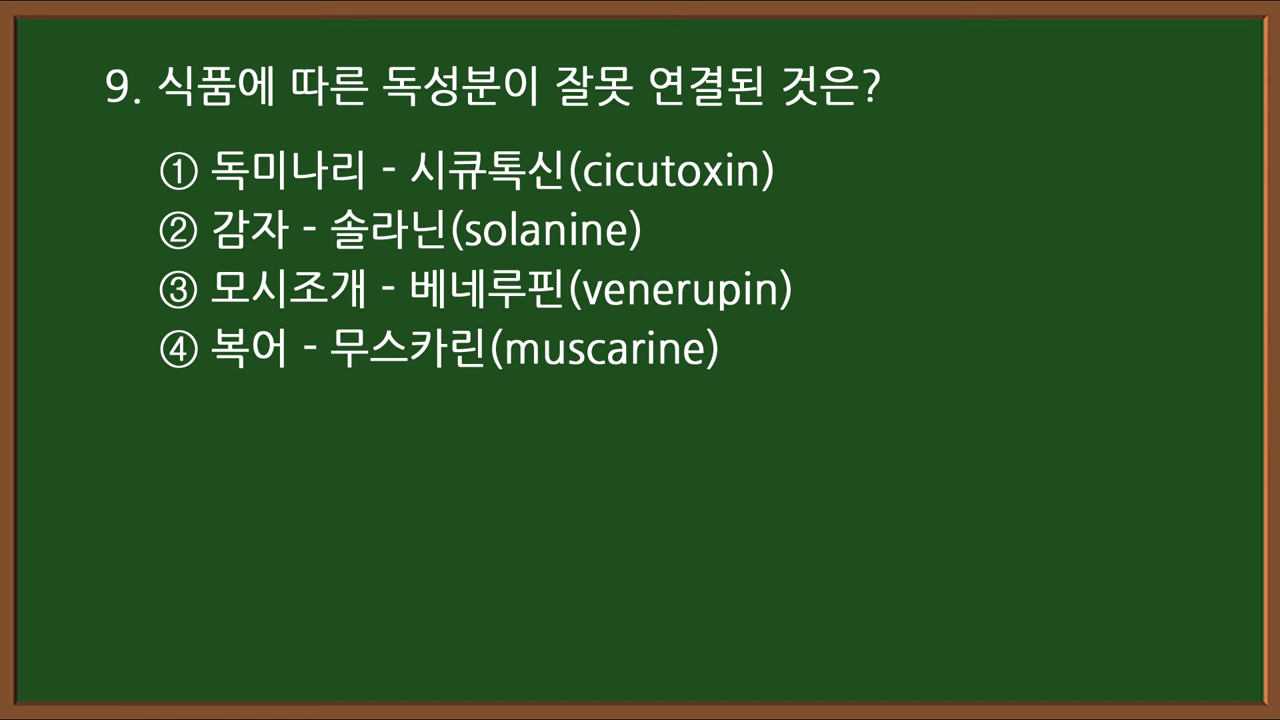 9. 식품에 따른 독성분이 잘못 연결된 것은?
① 독미나리 - 시큐톡신(cicutoxin)
② 감자 - 솔라닌(solanine)
③ 모시조개 - 베네루핀(venerupin)
④ 복어 - 무스카린(muscarine)